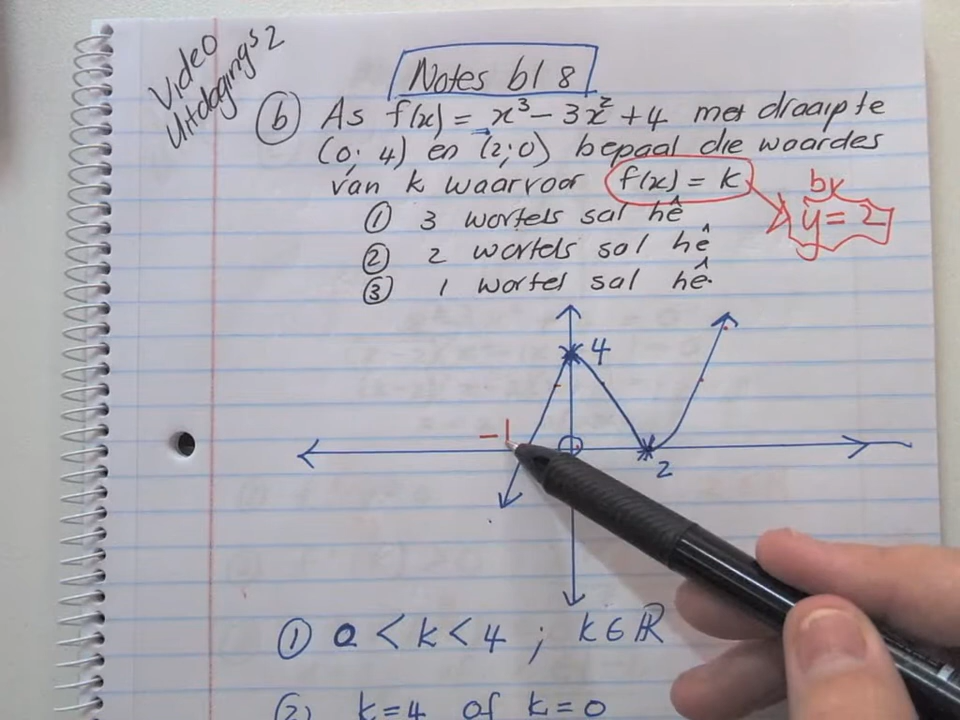 Video
Uitdagings 2
Notes bl 8
(b) As f(x) = x³ - 3x² + 4 met draaipte
(0; 4) en (2; 0) bepaal die waardes
van k waarvoor f(x) = k
bv
y = 2
① 3 wortels sal hê
② 2 wortels sal hê
③ 1 wortel sal hê.
4
-1
2
① 0 < k < 4 ; k ∈ ℝ
② k = 4 of k = 0